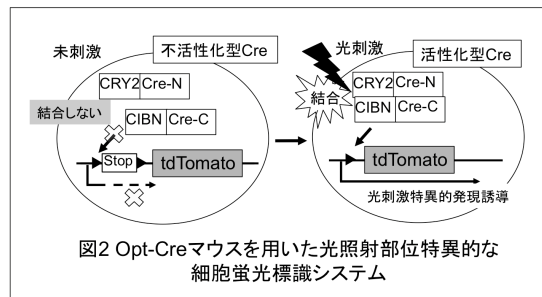 未刺激
不活性化型Cre
CRY2 Cre-N
結合しない
CIBN Cre-C
Stop
tdTomato
光刺激
活性化型Cre
CRY2 Cre-N
結合
CIBN Cre-C
tdTomato
光刺激特異的発現誘導
図2 Opt-Creマウスを用いた光照射部位特異的な
細胞蛍光標識システム